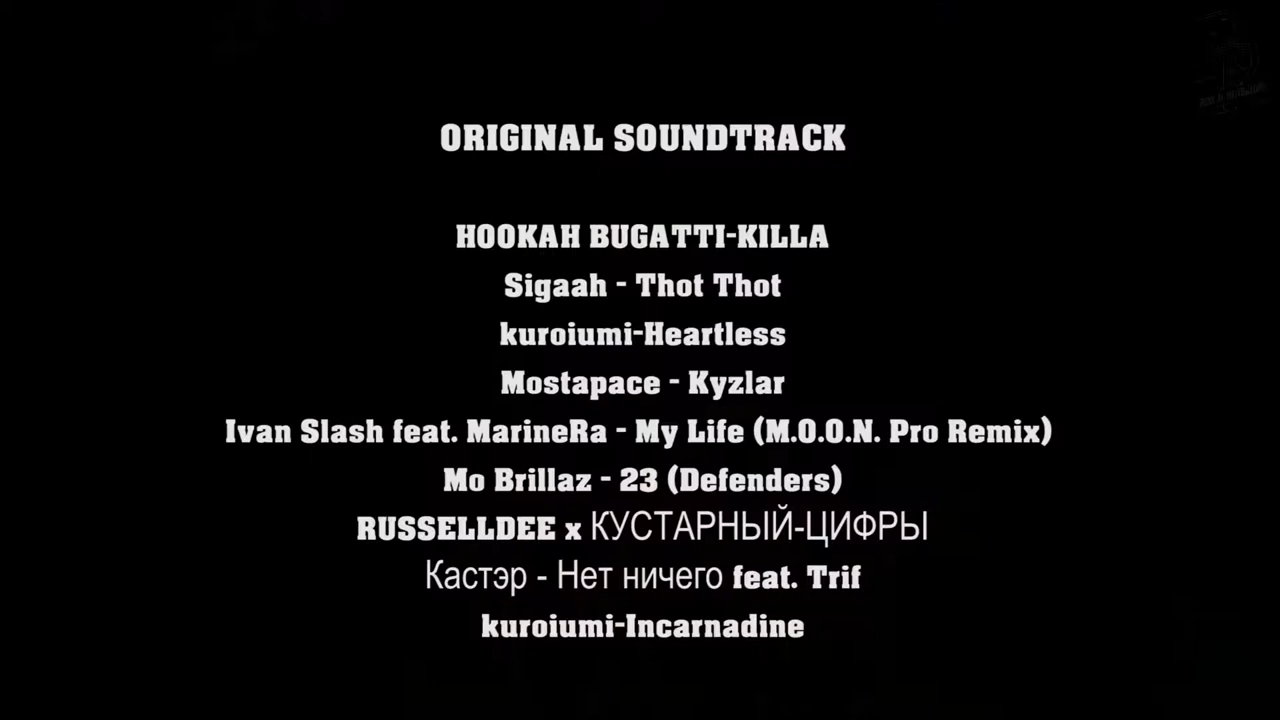 ORIGINAL SOUNDTRACK
HOOKAH BUGATTI-KILLA
Sigaah - Thot Thot
kuroiumi-Heartless
Mostapace - Kyzlar
Ivan Slash feat. MarineRa - My Life (M.O.O.N. Pro Remix)
Mo Brillaz - 23 (Defenders)
RUSSELLDEE x КУСТАРНЫЙ-ЦИФРЫ
Кастэр - Нет ничего feat. Trif
kuroiumi-Incarnadine